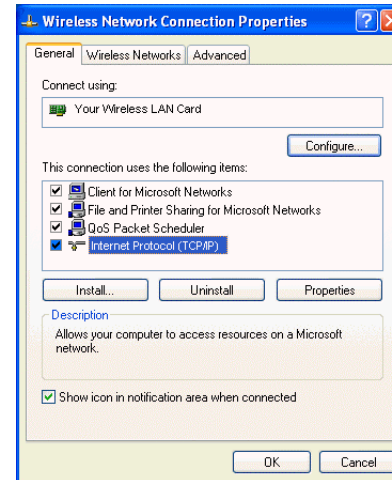 Wireless Network Connection Properties
General Wireless Networks Advanced
Connect using:
Your Wireless LAN Card
Configure...
This connection uses the following items:
Client for Microsoft Networks
File and Printer Sharing for Microsoft Networks
QoS Packet Scheduler
Internet Protocol (TCP/IP)
Install... Uninstall Properties
Description
Allows your computer to access resources on a Microsoft
network.
Show icon in notification area when connected
OK Cancel